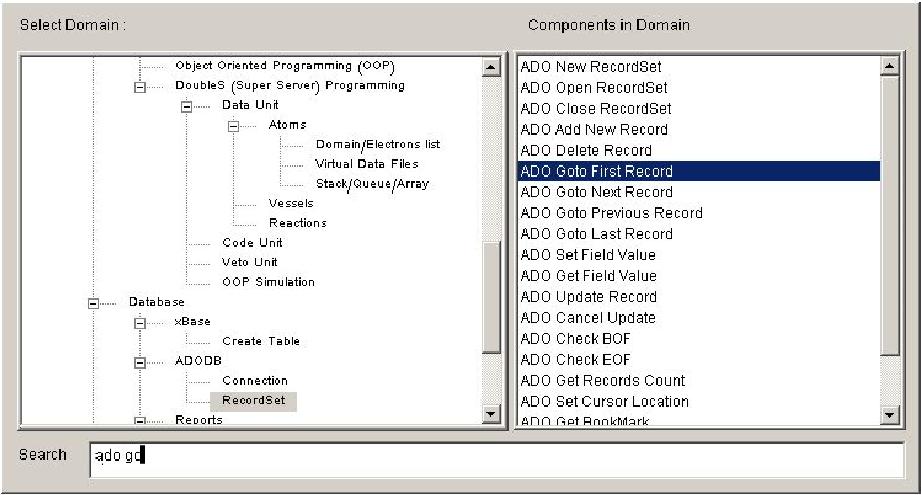 Select Domain :
Object Oriented Programming (OOP)
DoubleS (Super Server) Programming
Data Unit
Atoms
Domain/Electrons list
Virtual Data Files
Stack/Queue/Array
Vessels
Reactions
Code Unit
Veto Unit
OOP Simulation
Database
xBase
Create Table
ADODB
Connection
RecordSet
Reports
Components in Domain
ADO New RecordSet
ADO Open RecordSet
ADO Close RecordSet
ADO Add New Record
ADO Delete Record
ADO Goto First Record
ADO Goto Next Record
ADO Goto Previous Record
ADO Goto Last Record
ADO Set Field Value
ADO Get Field Value
ADO Update Record
ADO Cancel Update
ADO Check BOF
ADO Check EOF
ADO Get Records Count
ADO Set Cursor Location
ADO Get BookMark
Search
ado go